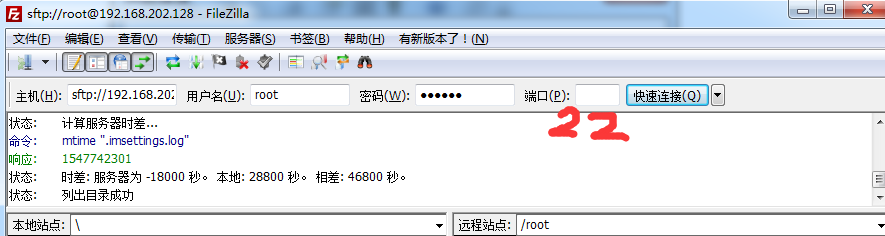 sftp://root@192.168.202.128 - FileZilla
文件(F) 编辑(E) 查看(V) 传输(T) 服务器(S) 书签(B) 帮助(H) 有新版本了！(N)
主机(H): sftp://192.168.202 用户名(U): root 密码(W): ●●●●●● 端口(P): 快速连接(Q)
22
状态: 计算服务器时差...
命令: mtime ".imsettings.log"
响应: 1547742301
状态: 时差: 服务器为 -18000 秒。 本地: 28800 秒。 相差: 46800 秒。
状态: 列出目录成功
本地站点: \ 远程站点: /root